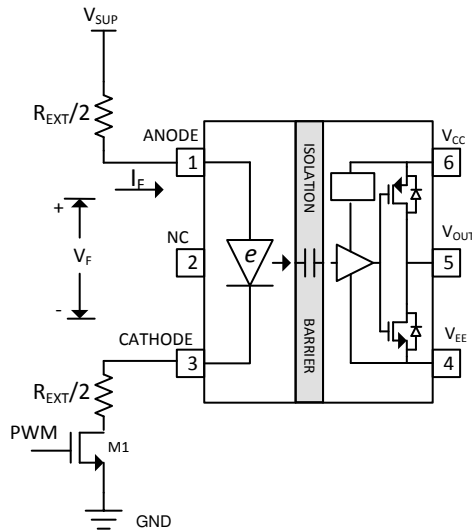 VSUP
REXT/2
ANODE
1
IF
+
VF
-
NC
2
CATHODE
3
REXT/2
PWM
M1
GND
e
ISOLATION
BARRIER
VCC
6
VOUT
5
VEE
4